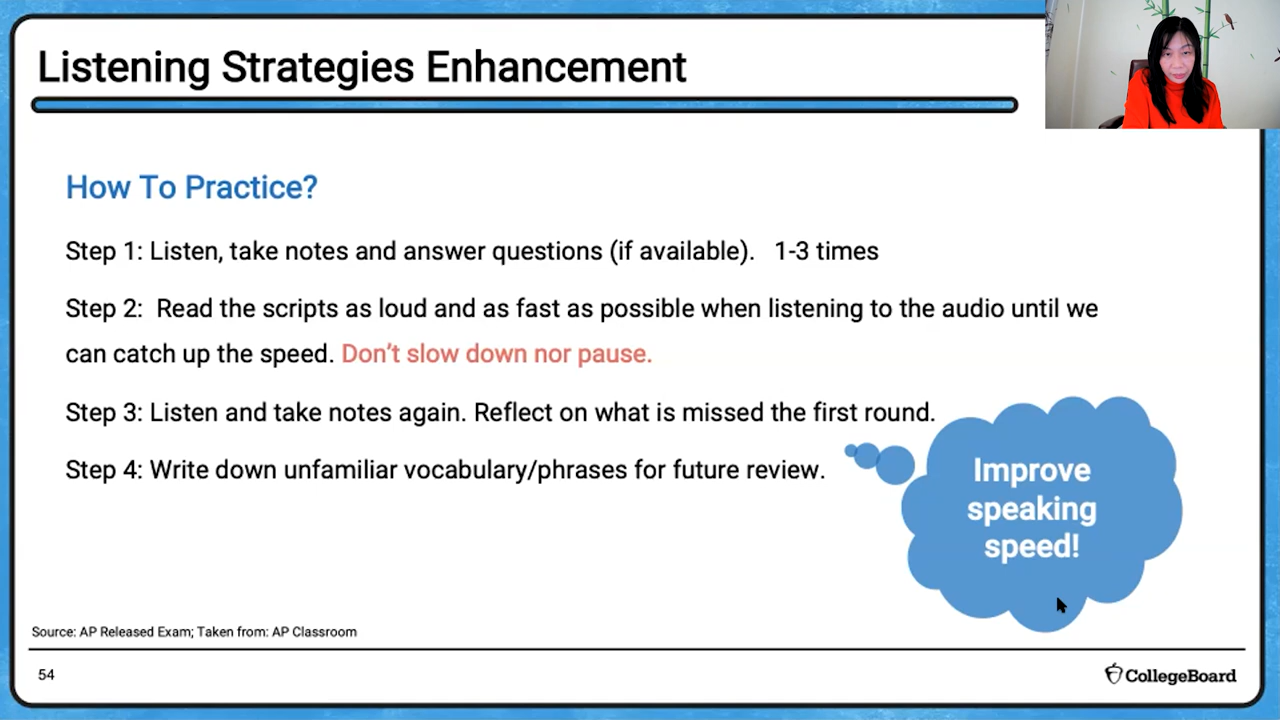 Listening Strategies Enhancement
How To Practice?
Step 1: Listen, take notes and answer questions (if available).   1-3 times
Step 2:  Read the scripts as loud and as fast as possible when listening to the audio until we
can catch up the speed. Don't slow down nor pause.
Step 3: Listen and take notes again. Reflect on what is missed the first round.
Step 4: Write down unfamiliar vocabulary/phrases for future review.
Improve
speaking
speed!
Source: AP Released Exam; Taken from: AP Classroom
54
CollegeBoard